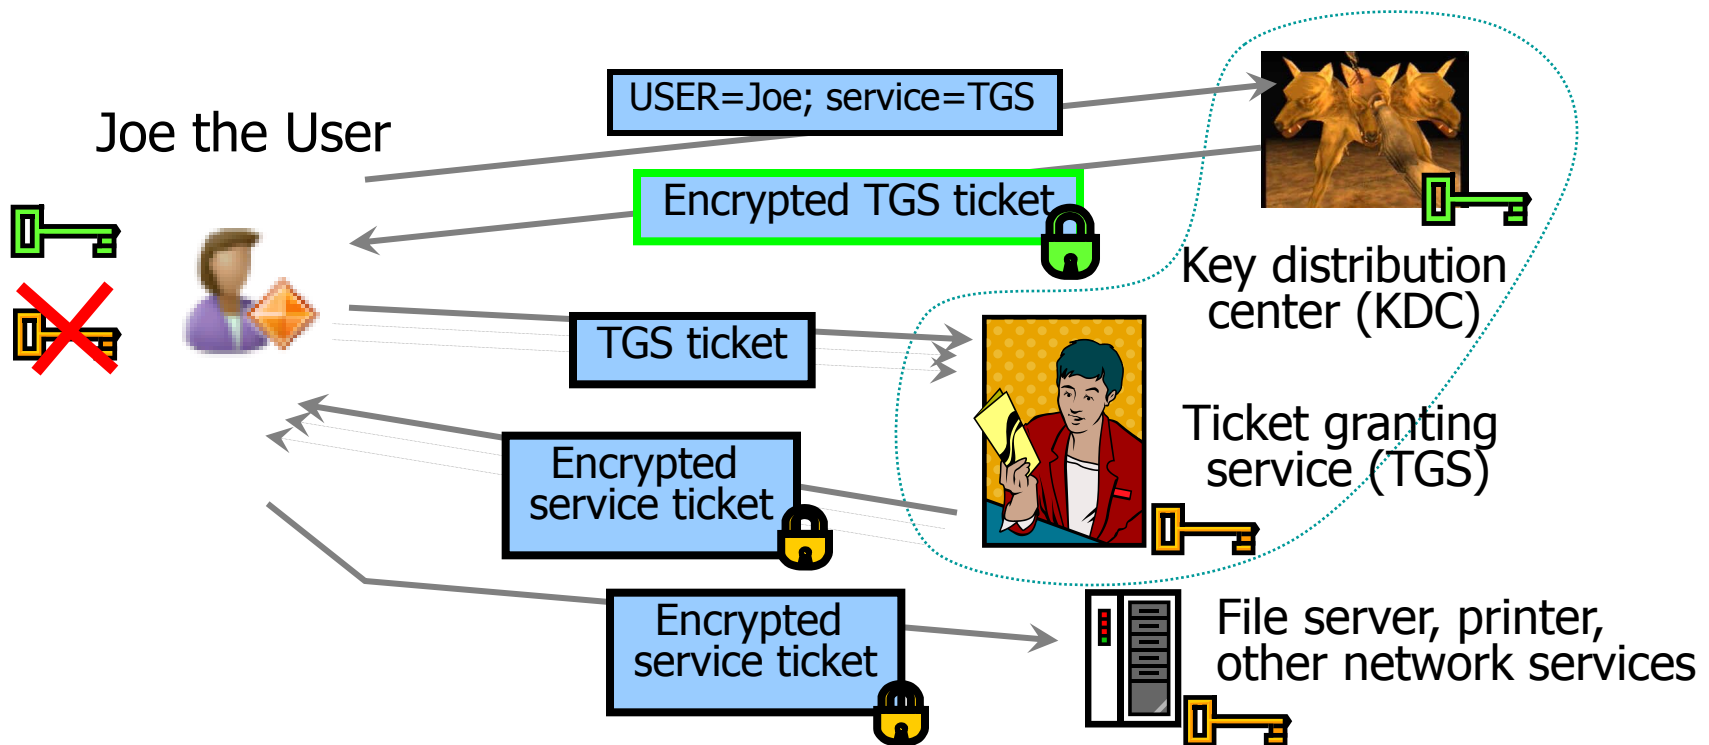 USER=Joe; service=TGS
Joe the User
Encrypted TGS ticket
Key distribution
center (KDC)
TGS ticket
Ticket granting
service (TGS)
Encrypted
service ticket
Encrypted
service ticket
File server, printer,
other network services